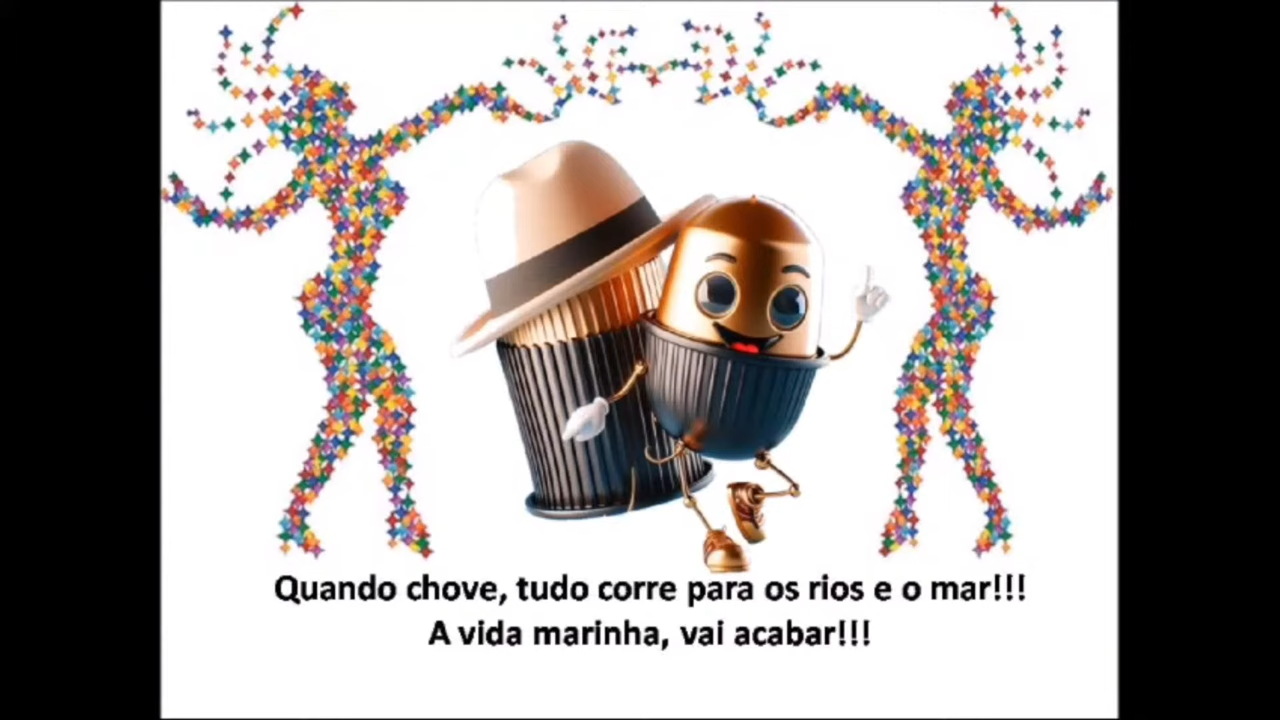 Quando chove, tudo corre para os rios e o mar!!!
A vida marinha, vai acabar!!!